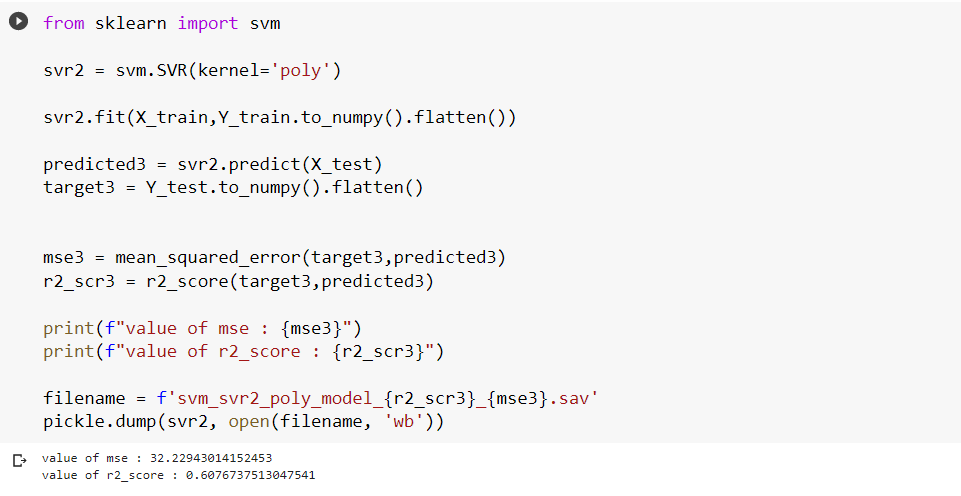 from sklearn import svm
svr2 = svm.SVR(kernel='poly')
svr2.fit(X_train,Y_train.to_numpy().flatten())
predicted3 = svr2.predict(X_test)
target3 = Y_test.to_numpy().flatten()
mse3 = mean_squared_error(target3,predicted3)
r2_scr3 = r2_score(target3,predicted3)
print(f"value of mse : {mse3}")
print(f"value of r2_score : {r2_scr3}")
filename = f'svm_svr2_poly_model_{r2_scr3}_{mse3}.sav'
pickle.dump(svr2, open(filename, 'wb'))
value of mse : 32.22943014152453
value of r2_score : 0.6076737513047541